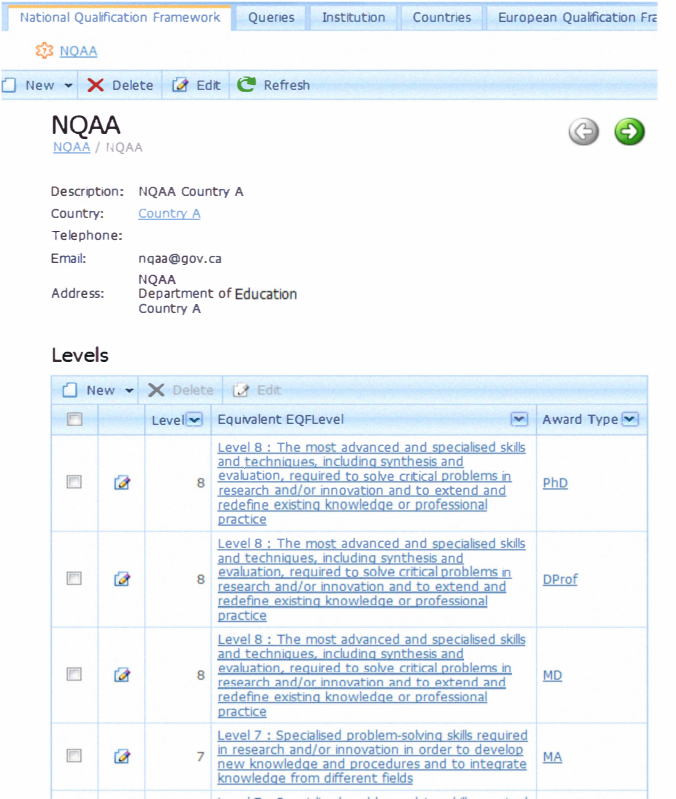 National Qualification Framework Queries Institution Countries European Qualification Fra
NQAA
New Delete Edit Refresh
NQAA
NQAA / NQAA
Description: NQAA Country A
Country: Country A
Telephone:
Email: nqaa@gov.ca
Address: NQAA
Department of Education
Country A
Levels
New Delete Edit
Level Equivalent EQFLevel Award Type
Level 8 : The most advanced and specialised skills
and techniques, including synthesis and
evaluation, required to solve critical problems in
8 research and/or innovation and to extend and PhD
redefine existing knowledge or professional
practice
Level 8 : The most advanced and specialised skills
and techniques, including synthesis and
evaluation, required to solve critical problems in
8 research and/or innovation and to extend and DProf
redefine existing knowledge or professional
practice
Level 8 : The most advanced and specialised skills
and techniques, including synthesis and
evaluation, required to solve critical problems in
8 research and/or innovation and to extend and MD
redefine existing knowledge or professional
practice
Level 7 : Specialised problem-solving skills required
in research and/or innovation in order to develop
7 new knowledge and procedures and to integrate MA
knowledge from different fields